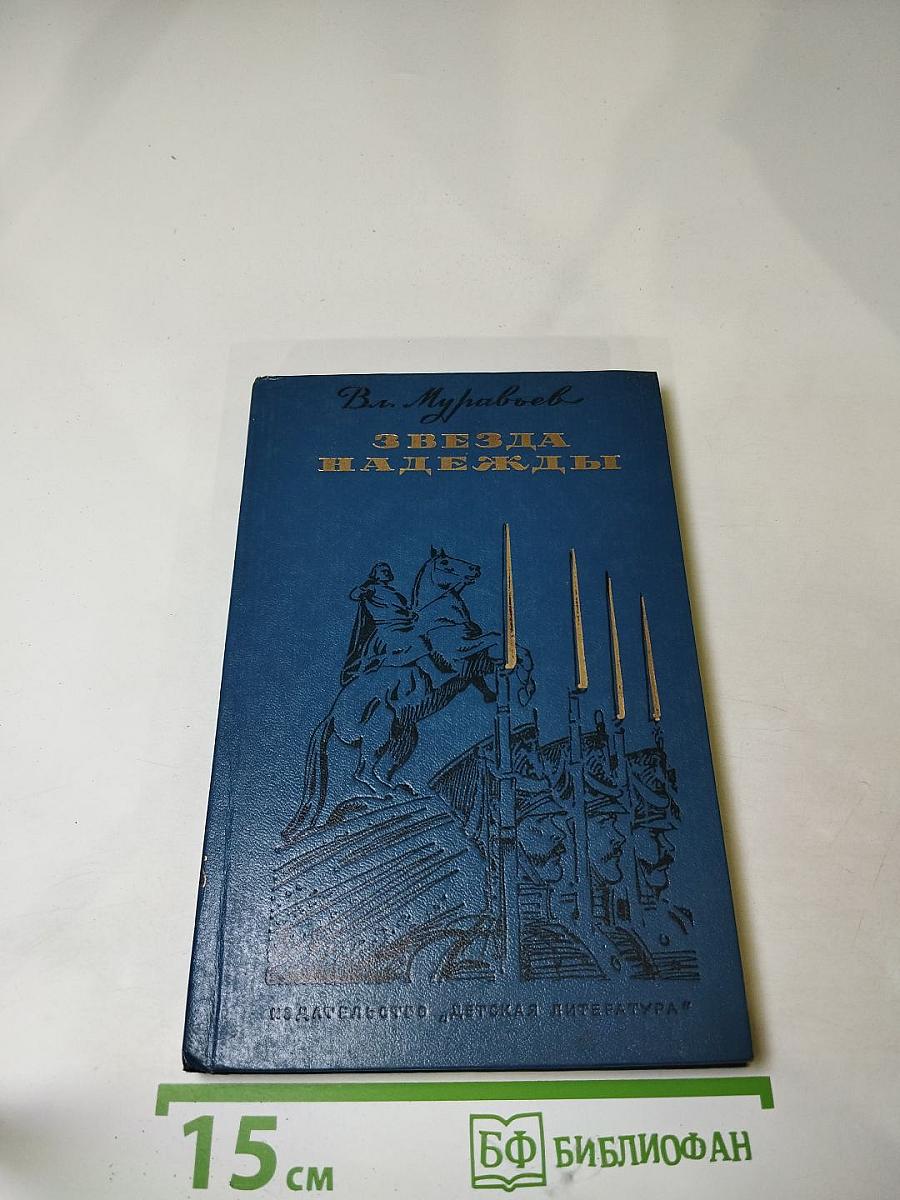 Вл. Муравьев
ЗВЕЗДА
НАДЕЖДЫ
ИЗДАТЕЛЬСТВО „ДЕТСКАЯ ЛИТЕРАТУРА"
15 см
БФ БИБЛИОФАН